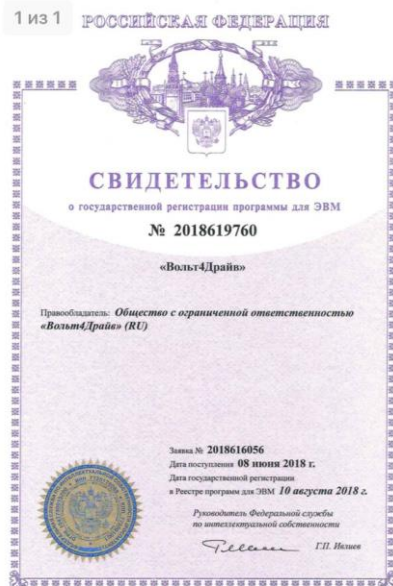 1 из 1
РОССИЙСКАЯ ФЕДЕРАЦИЯ
СВИДЕТЕЛЬСТВО
о государственной регистрации программы для ЭВМ
№ 2018619760
«Вольт4Драйв»
Правообладатель: Общество с ограниченной ответственностью
«Вольт4Драйв» (RU)
Заявка № 2018616056
Дата поступления 08 июня 2018 г.
Дата государственной регистрации
в Реестре программ для ЭВМ 10 августа 2018 г.
Руководитель Федеральной службы
по интеллектуальной собственности
Г.П. Ивлиев